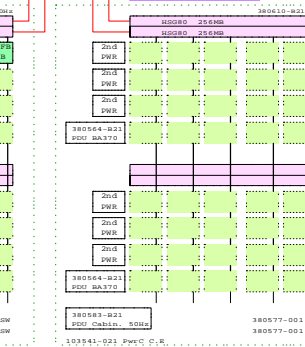 0Hz
380610-B21
HSG80 256MB
HSG80 256MB
FB
B
2nd
PWR
2nd
PWR
2nd
PWR
380564-B21
PDU BA370
2nd
PWR
2nd
PWR
2nd
PWR
380564-B21
PDU BA370
380583-B21
PDU Cabin. 50Hz
SW
SW
380577-001
380577-001
103541-021 PwrC C.E